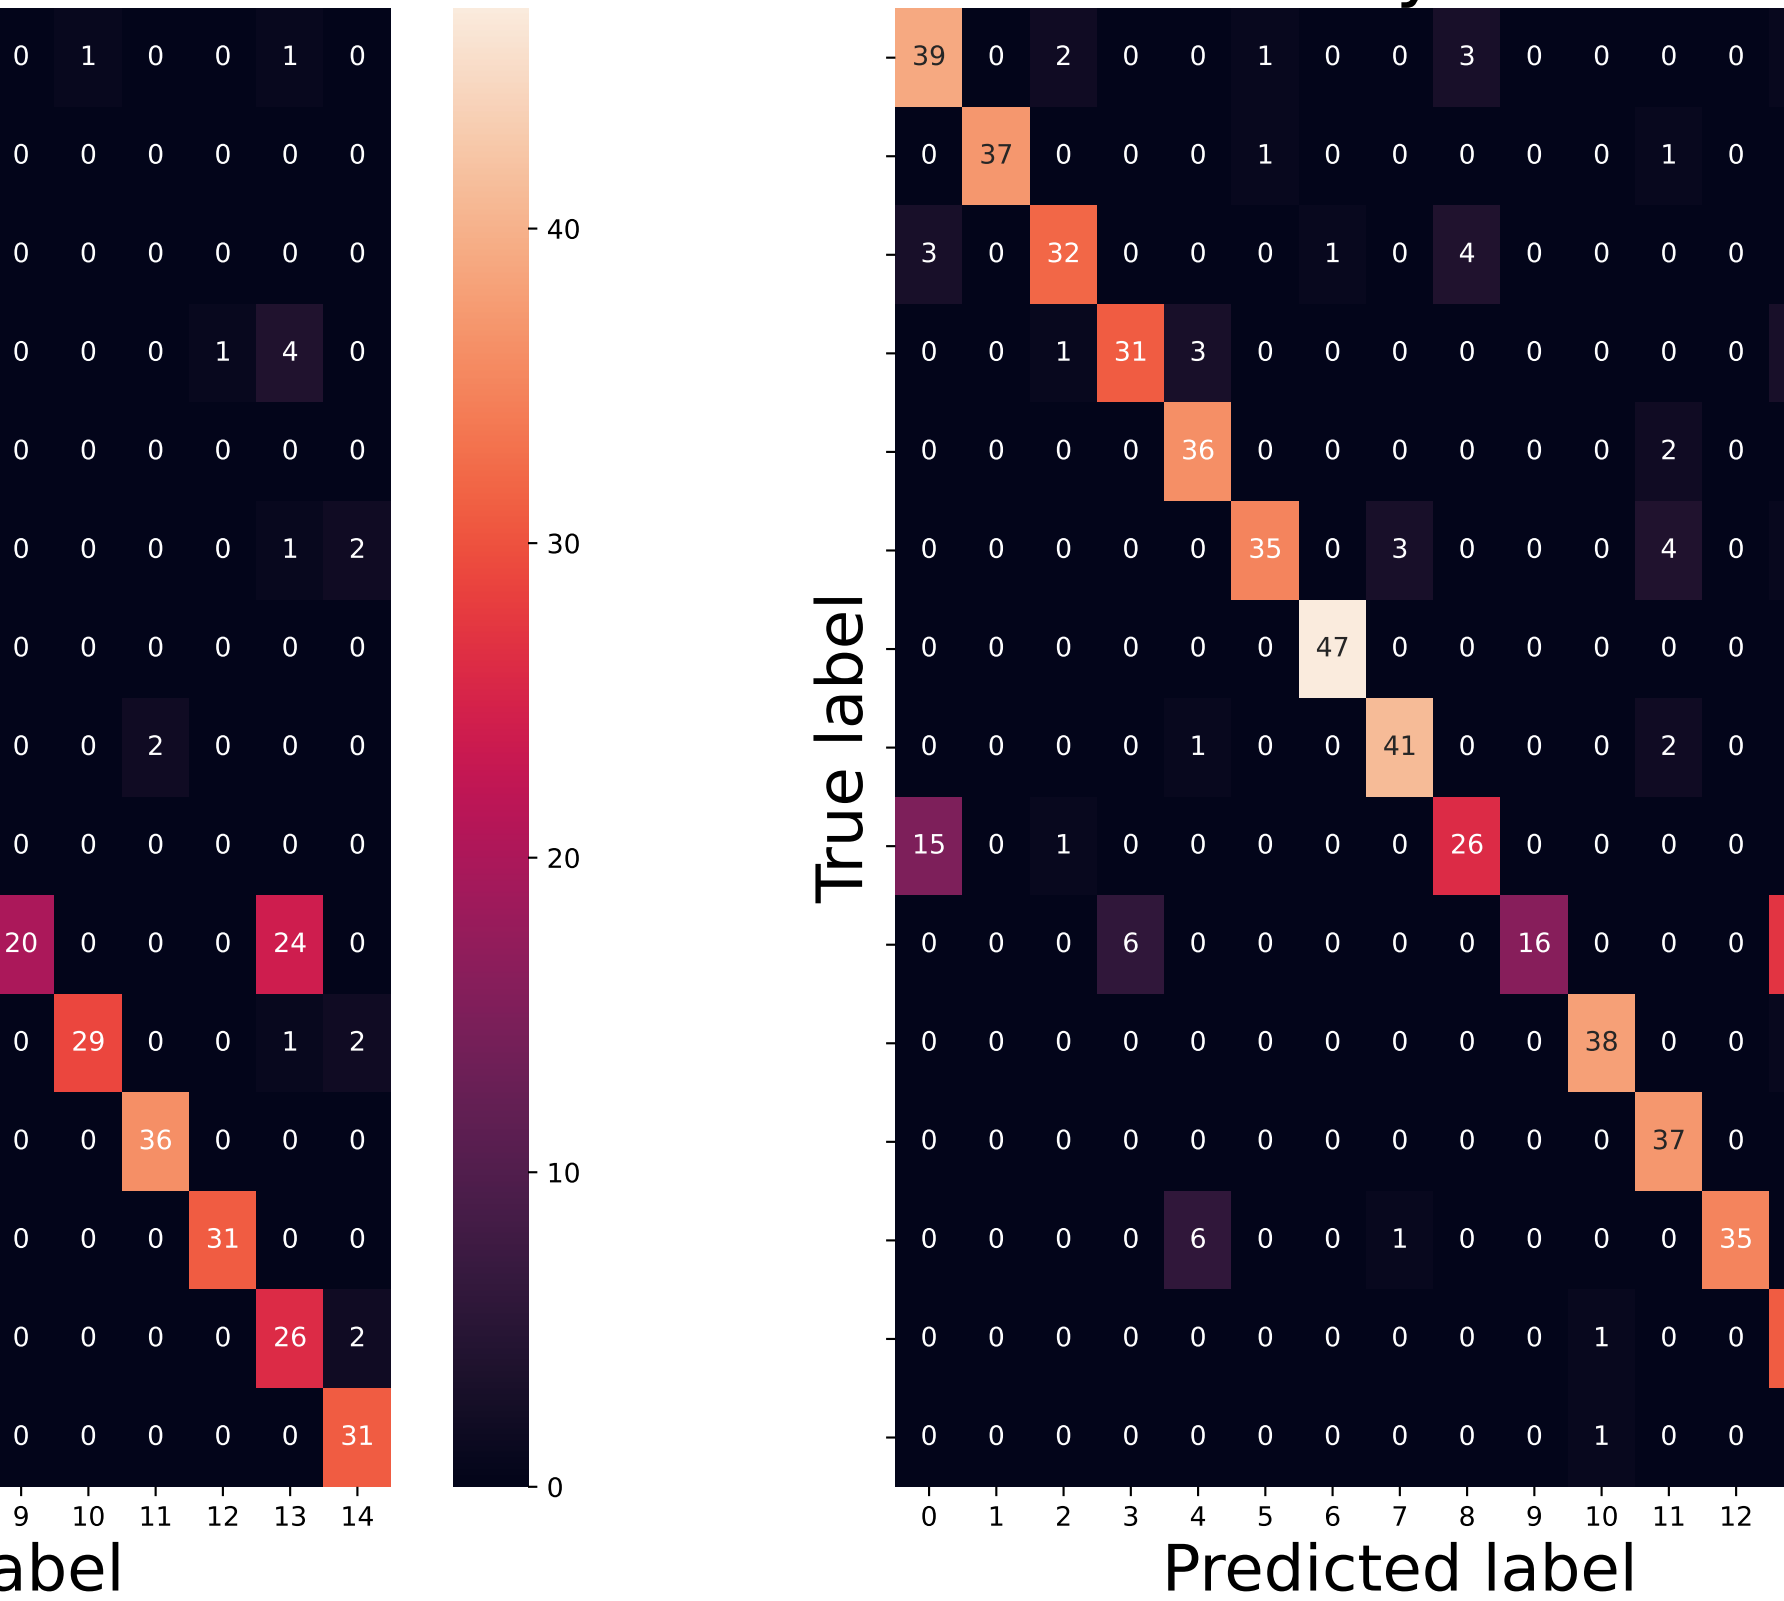 0 1 0 0 1 0
0 0 0 0 0 0
0 0 0 0 0 0
0 0 0 1 4 0
0 0 0 0 0 0
0 0 0 0 1 2
0 0 0 0 0 0
0 0 2 0 0 0
0 0 0 0 0 0
20 0 0 0 24 0
0 29 0 0 1 2
0 0 36 0 0 0
0 0 0 31 0 0
0 0 0 0 26 2
0 0 0 0 0 31
9 10 11 12 13 14
abel
40
30
20
10
0
True label
39 0 2 0 0 1 0 0 3 0 0 0 0
0 37 0 0 0 1 0 0 0 0 0 1 0
3 0 32 0 0 0 1 0 4 0 0 0 0
0 0 1 31 3 0 0 0 0 0 0 0 0
0 0 0 0 36 0 0 0 0 0 0 2 0
0 0 0 0 0 35 0 3 0 0 0 4 0
0 0 0 0 0 0 47 0 0 0 0 0 0
0 0 0 0 1 0 0 41 0 0 0 2 0
15 0 1 0 0 0 0 0 26 0 0 0 0
0 0 0 6 0 0 0 0 0 16 0 0 0
0 0 0 0 0 0 0 0 0 0 38 0 0
0 0 0 0 0 0 0 0 0 0 0 37 0
0 0 0 0 6 0 0 1 0 0 0 0 35
0 0 0 0 0 0 0 0 0 0 1 0 0
0 0 0 0 0 0 0 0 0 0 1 0 0
0 1 2 3 4 5 6 7 8 9 10 11 12
Predicted label